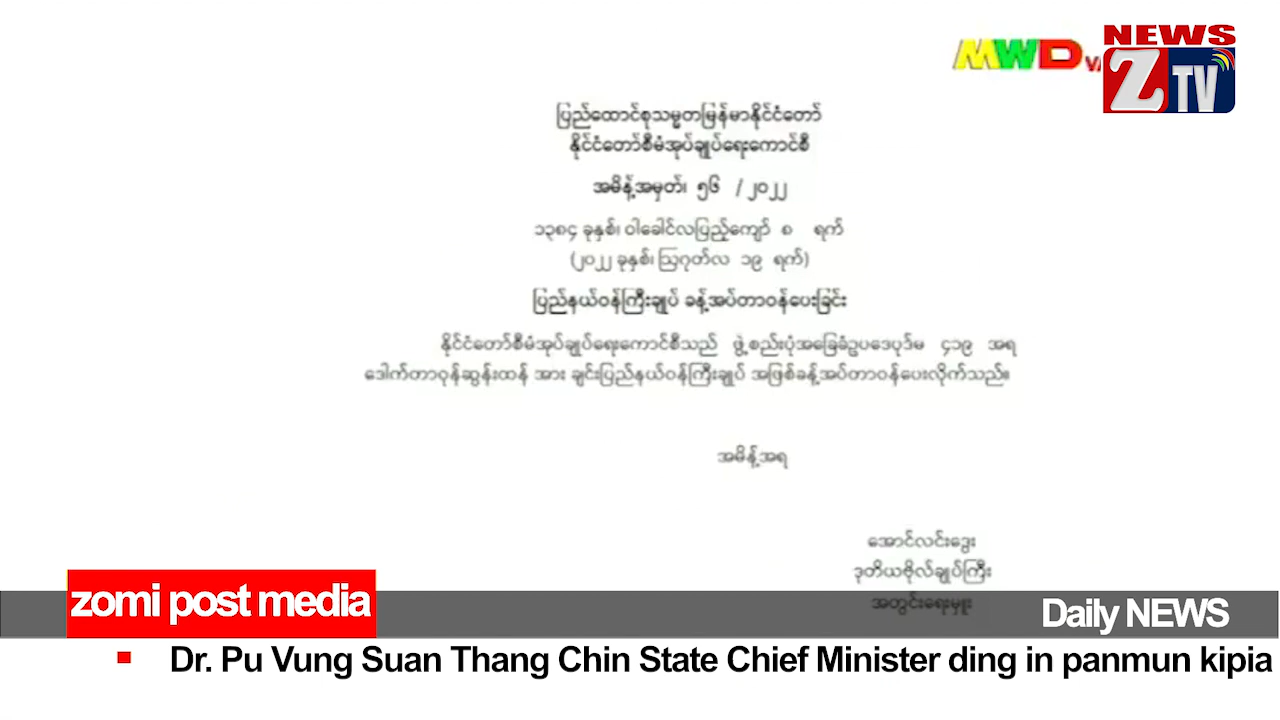 MWD
NEWS
Z TV
ပြည်ထောင်စုသမ္မတမြန်မာနိုင်ငံတော်
နိုင်ငံတော်စီမံအုပ်ချုပ်ရေးကောင်စီ
အမိန့်အမှတ်၊ ၅၆ /၂၀၂၂
၁၃၈၄ ခုနှစ်၊ ဝါခေါင်လပြည့်ကျော် ၈ ရက်
(၂၀၂၂ ခုနှစ်၊ ဩဂုတ်လ ၁၉ ရက်)
ပြည်နယ်ဝန်ကြီးချုပ် ခန့်အပ်တာဝန်ပေးခြင်း
နိုင်ငံတော်စီမံအုပ်ချုပ်ရေးကောင်စီသည် ဖွဲ့စည်းပုံအခြေခံဥပဒေပုဒ်မ ၄၁၉ အရ
ဒေါက်တာဝုန်ဆွန်းထန် အား ချင်းပြည်နယ်ဝန်ကြီးချုပ် အဖြစ်ခန့်အပ်တာဝန်ပေးလိုက်သည်။
အမိန့်အရ
အောင်လင်းဒွေး
ဒုတိယဗိုလ်ချုပ်ကြီး
အတွင်းရေးမှူး
zomi post media
Daily NEWS
Dr. Pu Vung Suan Thang Chin State Chief Minister ding in panmun kipia